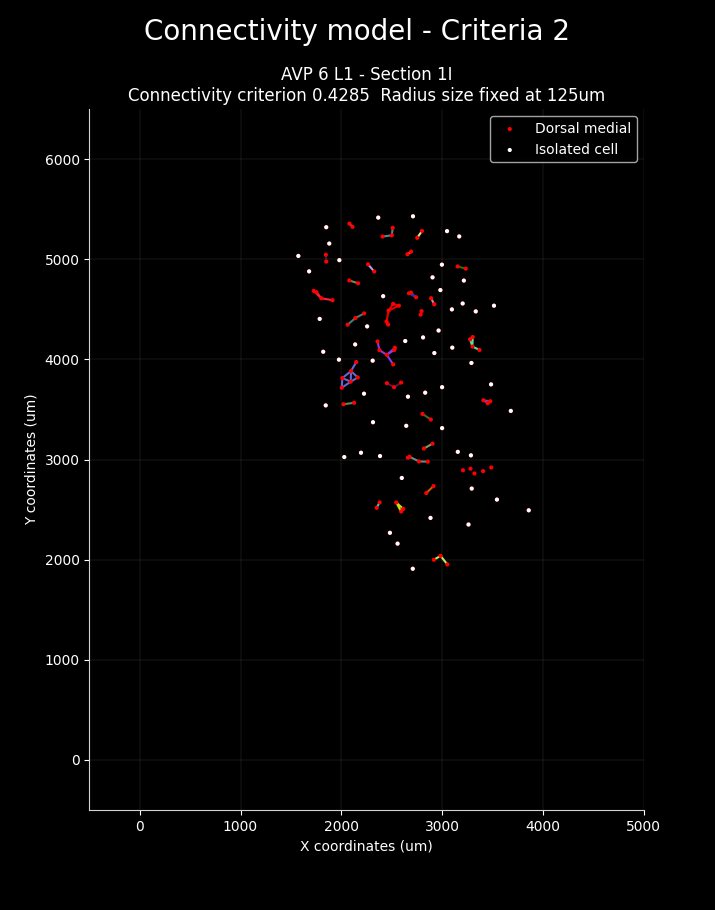 Connectivity model - Criteria 2
AVP 6 L1 - Section 1I
Connectivity criterion 0.4285  Radius size fixed at 125um
Dorsal medial
Isolated cell
6000
5000
4000
3000
2000
1000
0
Y coordinates (um)
0 1000 2000 3000 4000 5000
X coordinates (um)